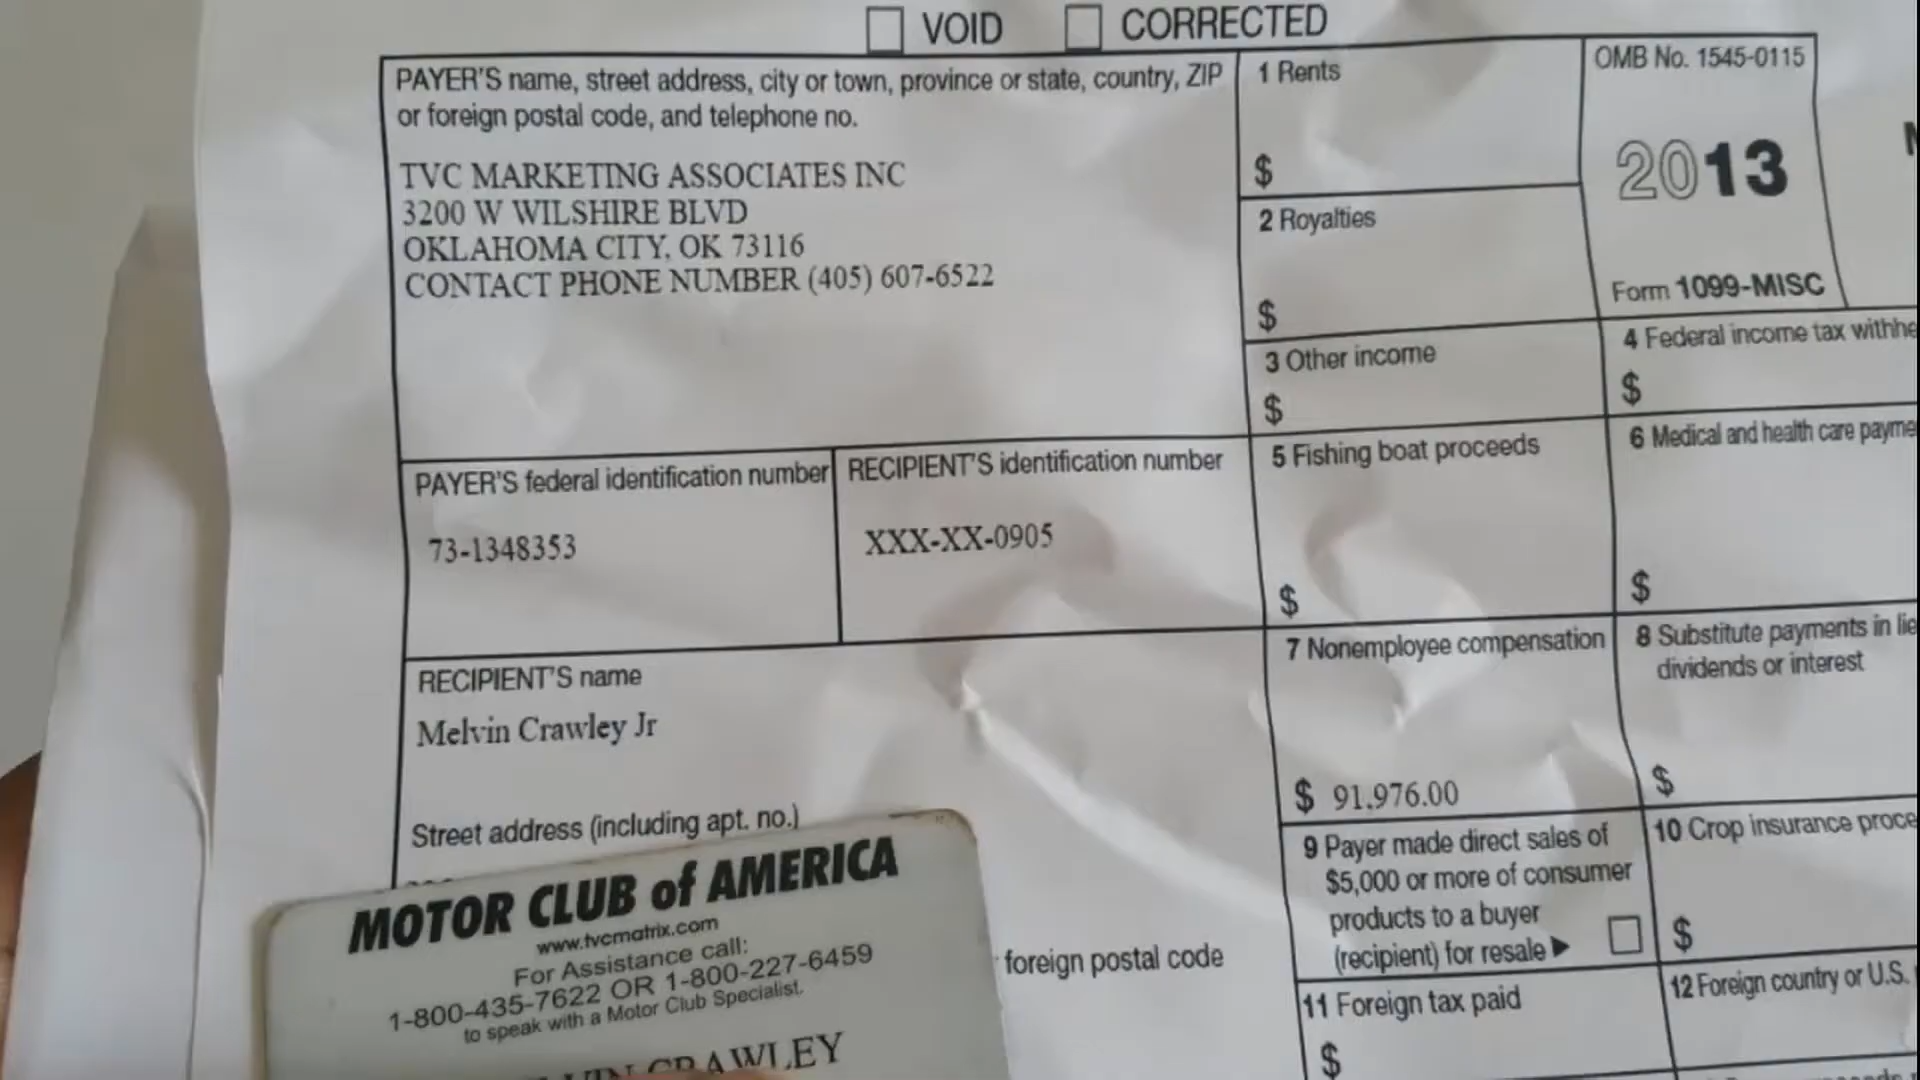 VOID CORRECTED
PAYER'S name, street address, city or town, province or state, country, ZIP
or foreign postal code, and telephone no.
TVC MARKETING ASSOCIATES INC
3200 W WILSHIRE BLVD
OKLAHOMA CITY, OK 73116
CONTACT PHONE NUMBER (405) 607-6522
1 Rents
$
2 Royalties
$
OMB No. 1545-0115
2013
Form 1099-MISC
3 Other income
$
4 Federal income tax
$
PAYER'S federal identification number
73-1348353
RECIPIENT'S identification number
XXX-XX-0905
5 Fishing boat proceeds
$
6 Medical and health care
$
RECIPIENT'S name
Melvin Crawley Jr
7 Nonemployee compensation
$ 91,976.00
8 Substitute payments in
dividends or interest
$
Street address (including apt. no.)
9 Payer made direct sales of
$5,000 or more of consumer
products to a buyer
(recipient) for resale ▶
10 Crop insurance
$
foreign postal code
11 Foreign tax paid
$
12 Foreign country or U.S.
MOTOR CLUB of AMERICA
www.tvcmatrix.com
For Assistance call:
1-800-435-7622 OR 1-800-227-6459
to speak with a Motor Club Specialist.
CRAWLEY